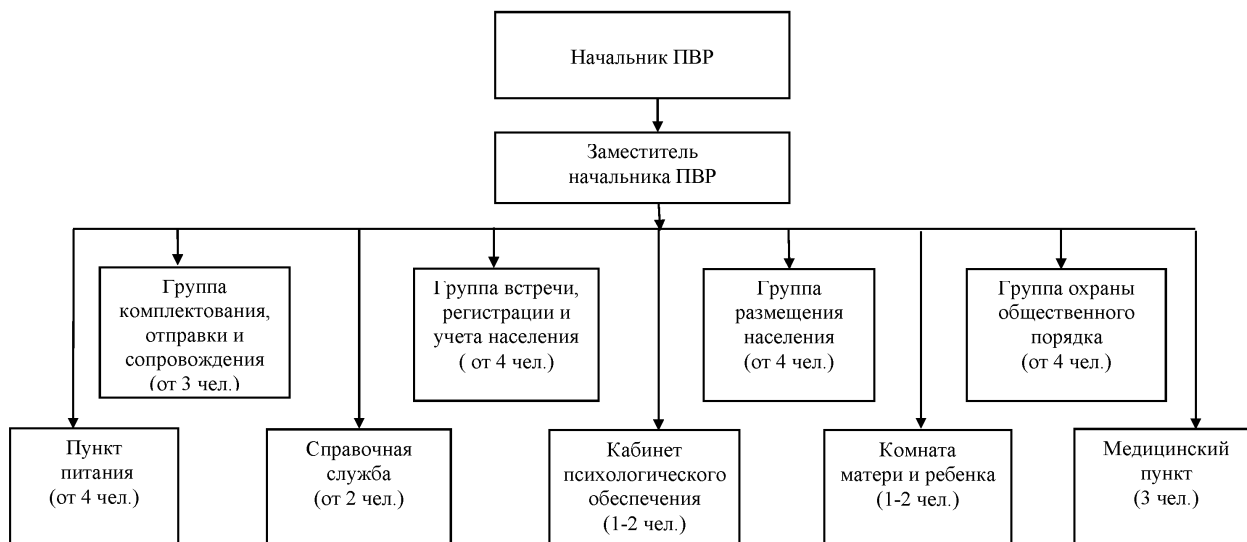 Начальник ПВР
Заместитель
начальника ПВР
Группа
комплектования,
отправки и
сопровождения
(от 3 чел.)
Группа встречи,
регистрации и
учета населения
( от 4 чел.)
Группа
размещения
населения
(от 4 чел.)
Группа охраны
общественного
порядка
(от 4 чел.)
Пункт
питания
(от 4 чел.)
Справочная
служба
(от 2 чел.)
Кабинет
психологического
обеспечения
(1-2 чел.)
Комната
матери и ребенка
(1-2 чел.)
Медицинский
пункт
(3 чел.)